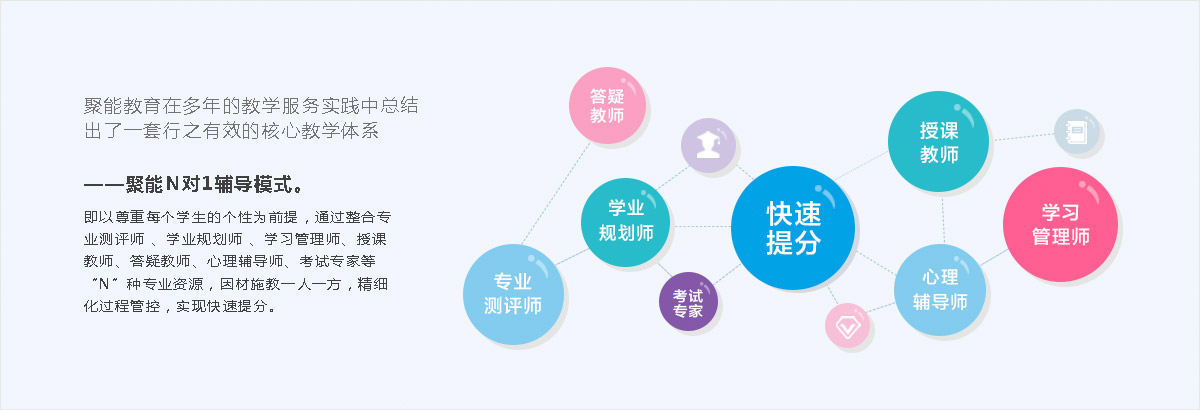 聚能教育在多年的教学服务实践中总结
出了一套行之有效的核心教学体系
——聚能N对1辅导模式。
即以尊重每个学生的个性为前提，通过整合专
业测评师 、学业规划师 、学习管理师、授课
教师、答疑教师、心理辅导师、考试专家等
“N”种专业资源，因材施教一人一方，精细
化过程管控，实现快速提分。
答疑
教师
学业
规划师
专业
测评师
考试
专家
快速
提分
授课
教师
学习
管理师
心理
辅导师